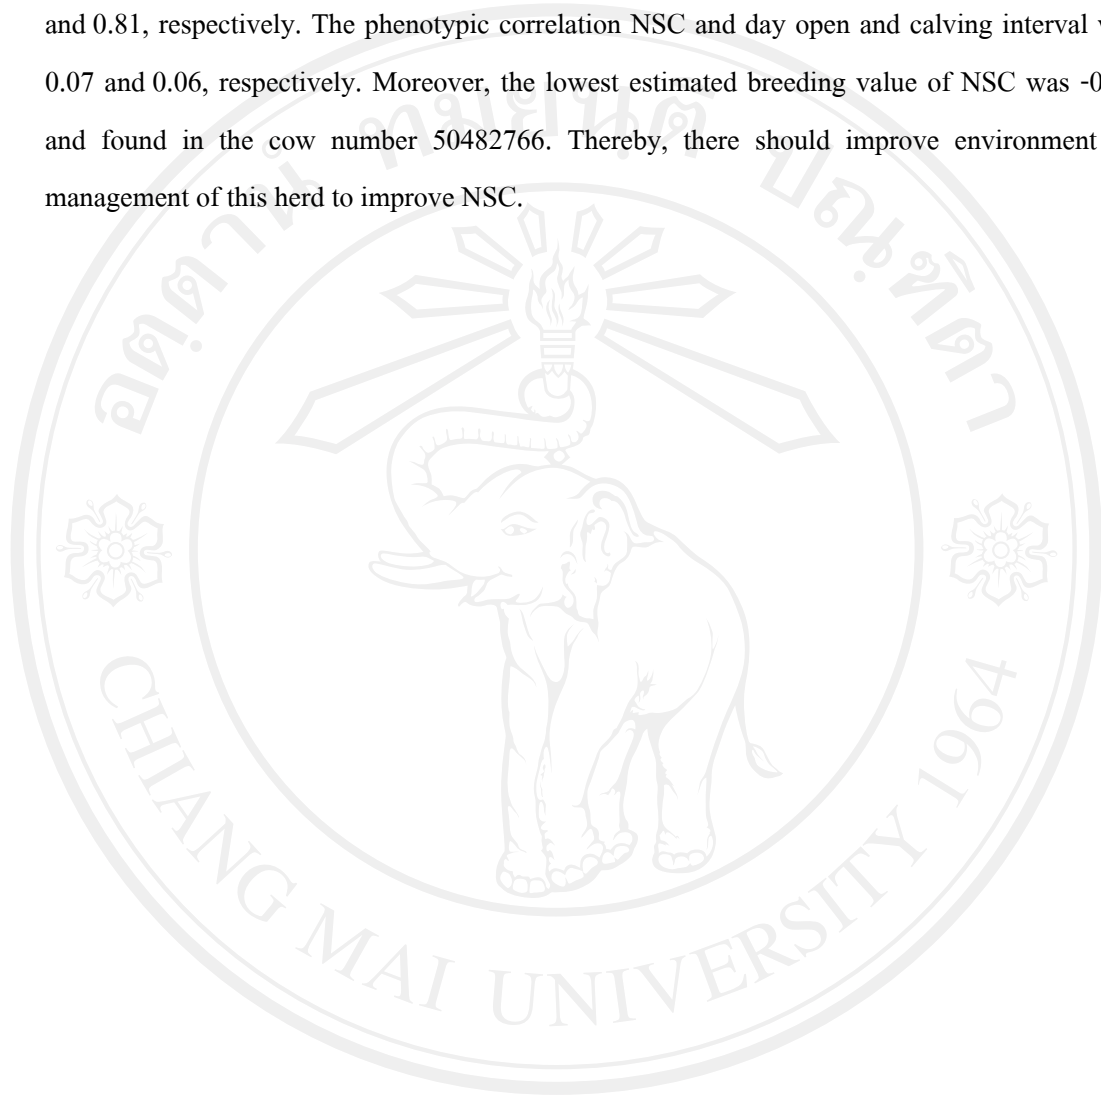 and 0.81, respectively. The phenotypic correlation NSC and day open and calving interval
0.07 and 0.06, respectively. Moreover, the lowest estimated breeding value of NSC was -0
and found in the cow number 50482766. Thereby, there should improve environment
management of this herd to improve NSC.
CHIANG MAI UNIVERSITY 1964